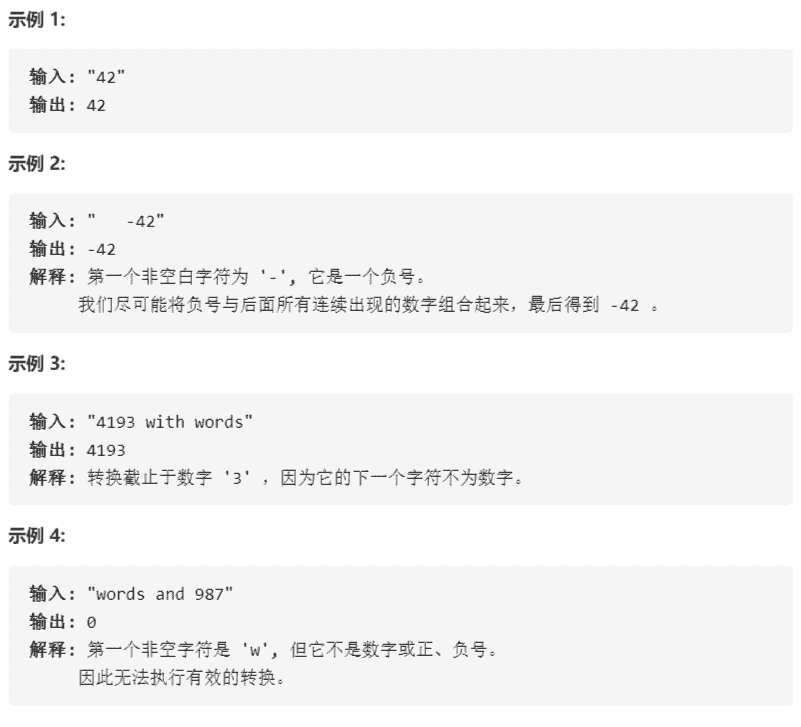 示例 1:
输入: "42"
输出: 42
示例 2:
输入: "   -42"
输出: -42
解释: 第一个非空白字符为 '-', 它是一个负号。
我们尽可能将负号与后面所有连续出现的数字组合起来，最后得到 -42 。
示例 3:
输入: "4193 with words"
输出: 4193
解释: 转换截止于数字 '3' ，因为它的下一个字符不为数字。
示例 4:
输入: "words and 987"
输出: 0
解释: 第一个非空字符是 'w', 但它不是数字或正、负号。
因此无法执行有效的转换。